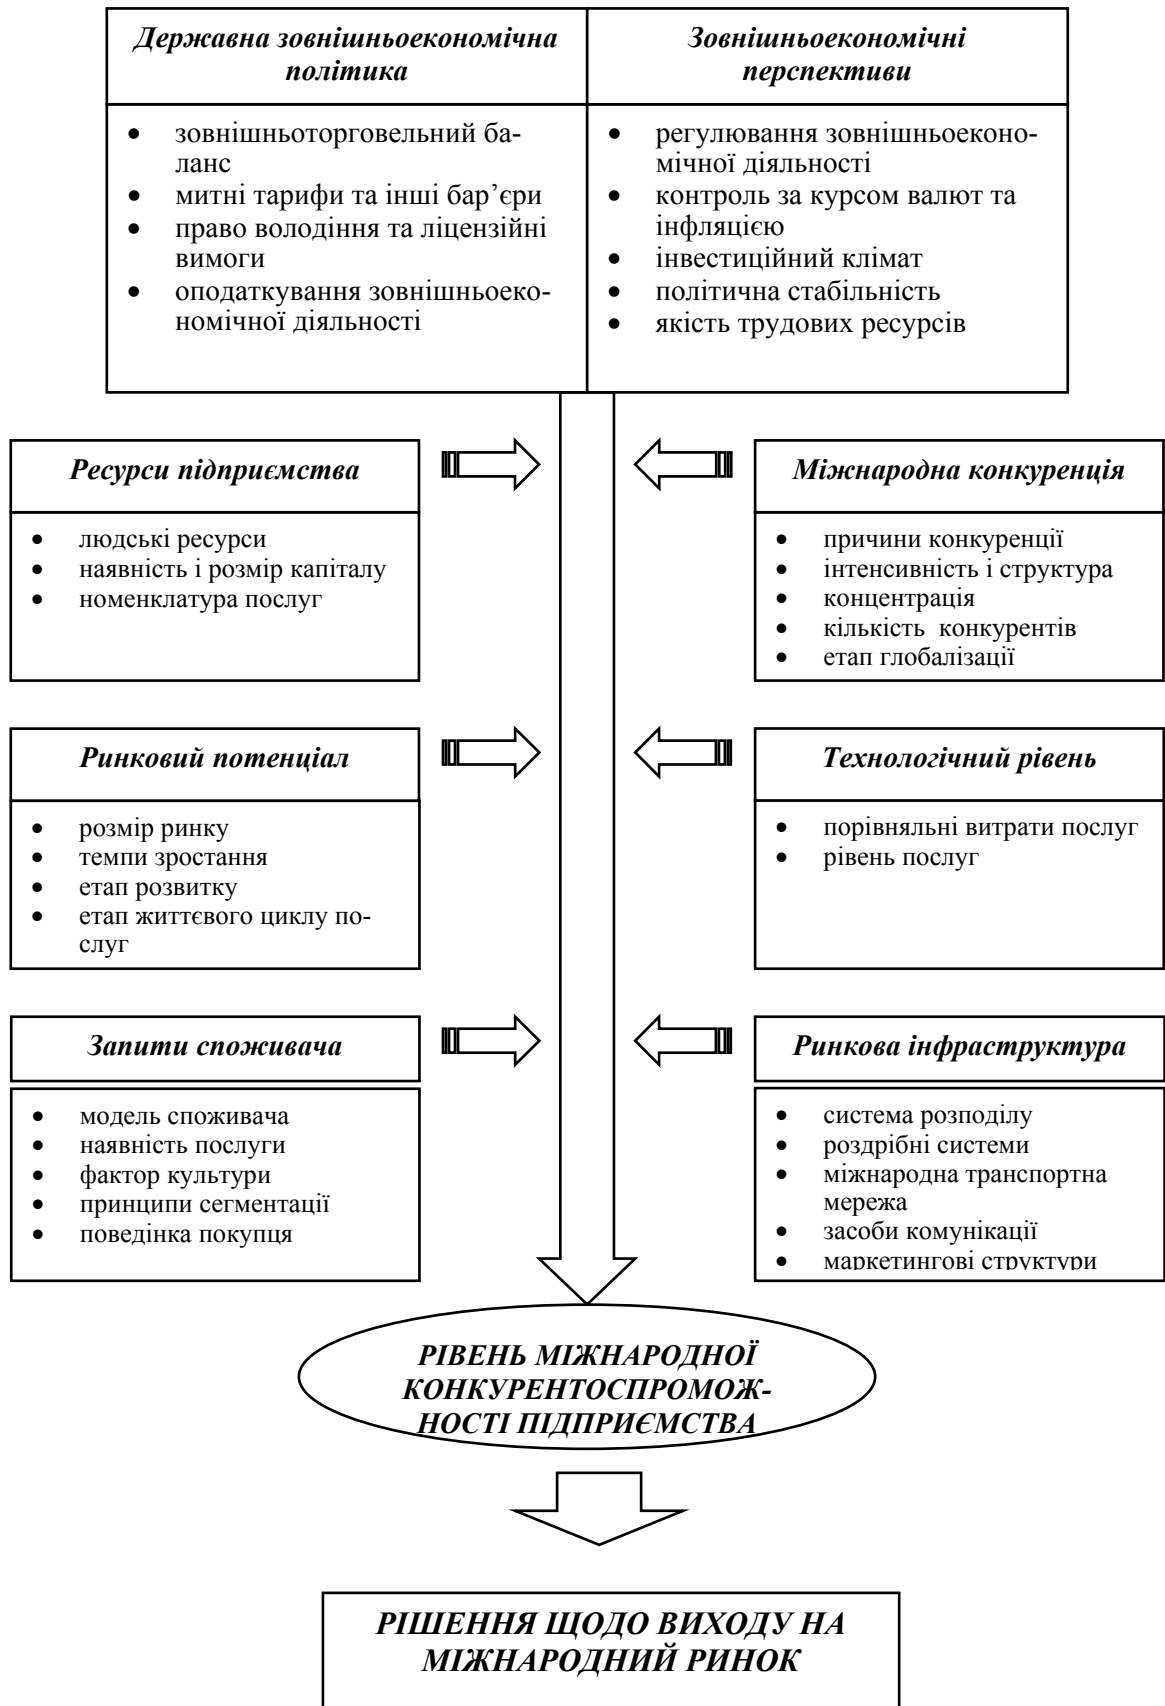 Державна зовнішньоекономічна
політика
Зовнішньоекономічні
перспективи
• зовнішньоторговельний ба-
ланс
• митні тарифи та інші бар’єри
• право володіння та ліцензійні
вимоги
• оподаткування зовнішньоеко-
номічної діяльності
• регулювання зовнішньоеконо-
мічної діяльності
• контроль за курсом валют та
інфляцією
• інвестиційний клімат
• політична стабільність
• якість трудових ресурсів
Ресурси підприємства
• людські ресурси
• наявність і розмір капіталу
• номенклатура послуг
Міжнародна конкуренція
• причини конкуренції
• інтенсивність і структура
• концентрація
• кількість конкурентів
• етап глобалізації
Ринковий потенціал
• розмір ринку
• темпи зростання
• етап розвитку
• етап життєвого циклу по-
слуг
Технологічний рівень
• порівняльні витрати послуг
• рівень послуг
Запити споживача
• модель споживача
• наявність послуги
• фактор культури
• принципи сегментації
• поведінка покупця
Ринкова інфраструктура
• система розподілу
• роздрібні системи
• міжнародна транспортна
мережа
• засоби комунікації
• маркетингові структури
РІВЕНЬ МІЖНАРОДНОЇ
КОНКУРЕНТОСПРОМОЖ-
НОСТІ ПІДПРИЄМСТВА
РІШЕННЯ ЩОДО ВИХОДУ НА
МІЖНАРОДНИЙ РИНОК